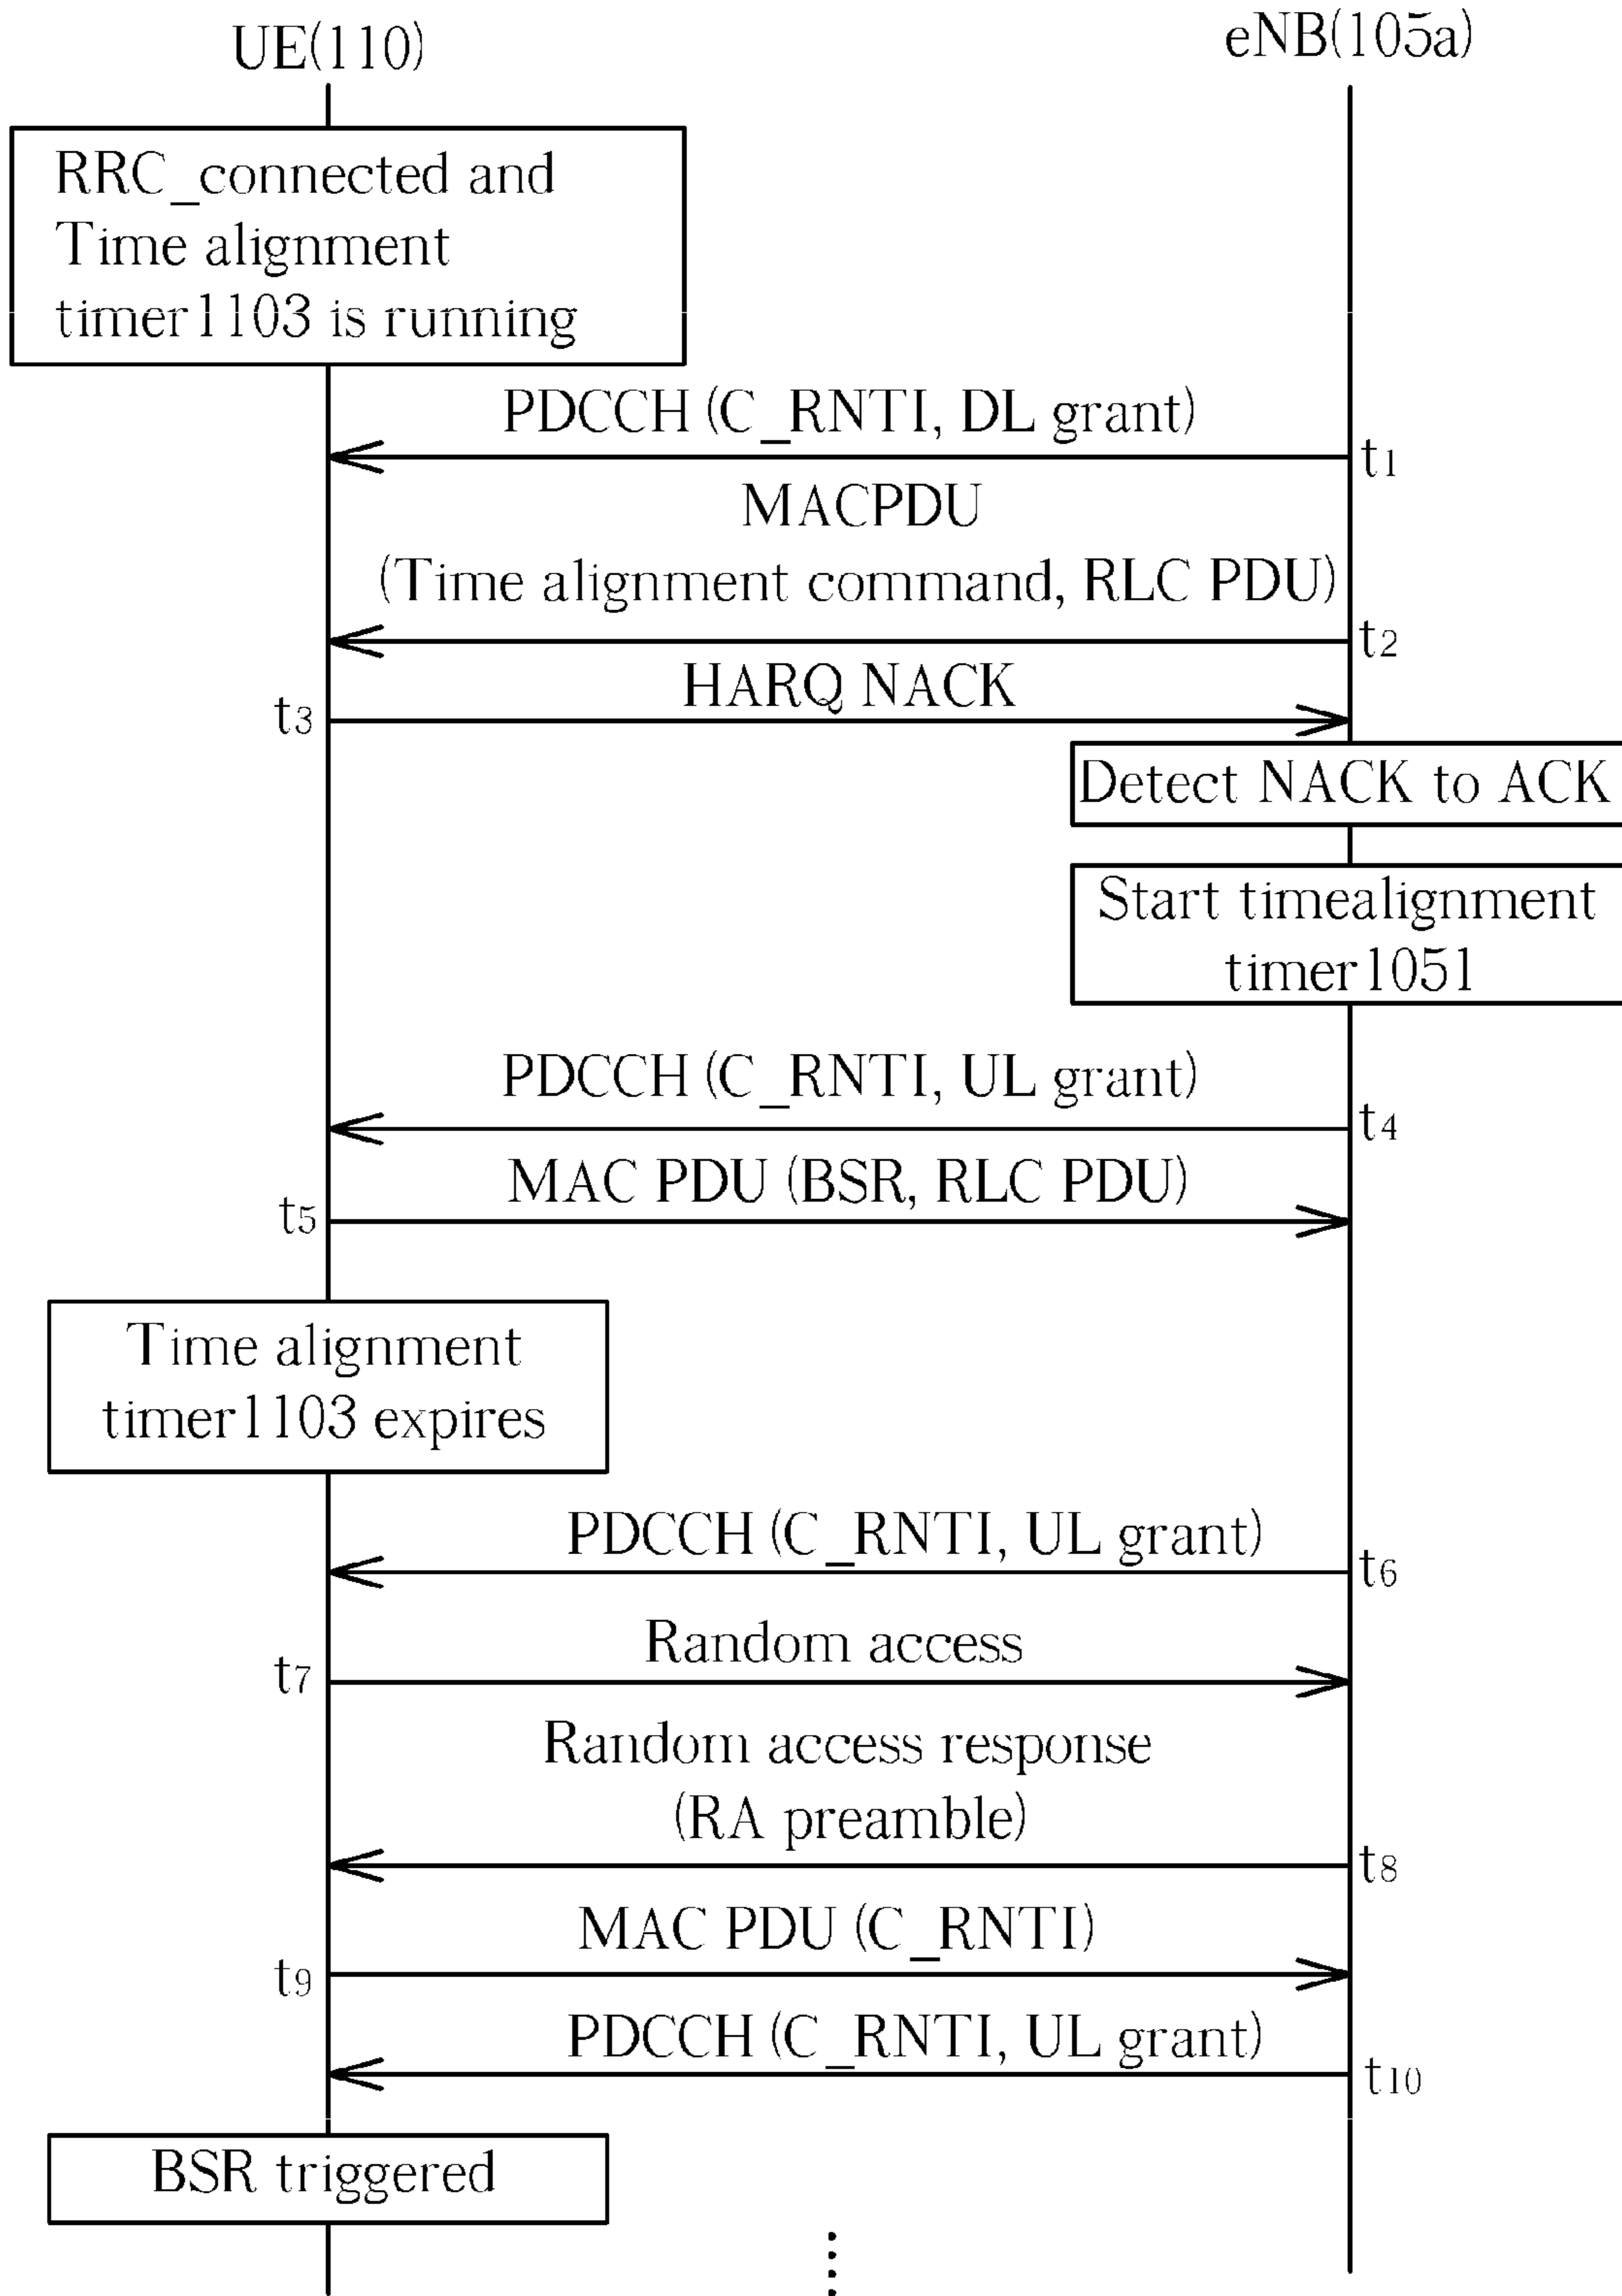 UE(110)
eNB(105a)
RRC_connected and
Time alignment
timer1103 is running
PDCCH (C_RNTI, DL grant)
t1
MACPDU
(Time alignment command, RLC PDU)
t2
HARQ NACK
t3
Detect NACK to ACK
Start timealignment
timer1051
PDCCH (C_RNTI, UL grant)
t4
MAC PDU (BSR, RLC PDU)
t5
Time alignment
timer1103 expires
PDCCH (C_RNTI, UL grant)
t6
Random access
t7
Random access response
(RA preamble)
t8
MAC PDU (C_RNTI)
t9
PDCCH (C_RNTI, UL grant)
t10
BSR triggered